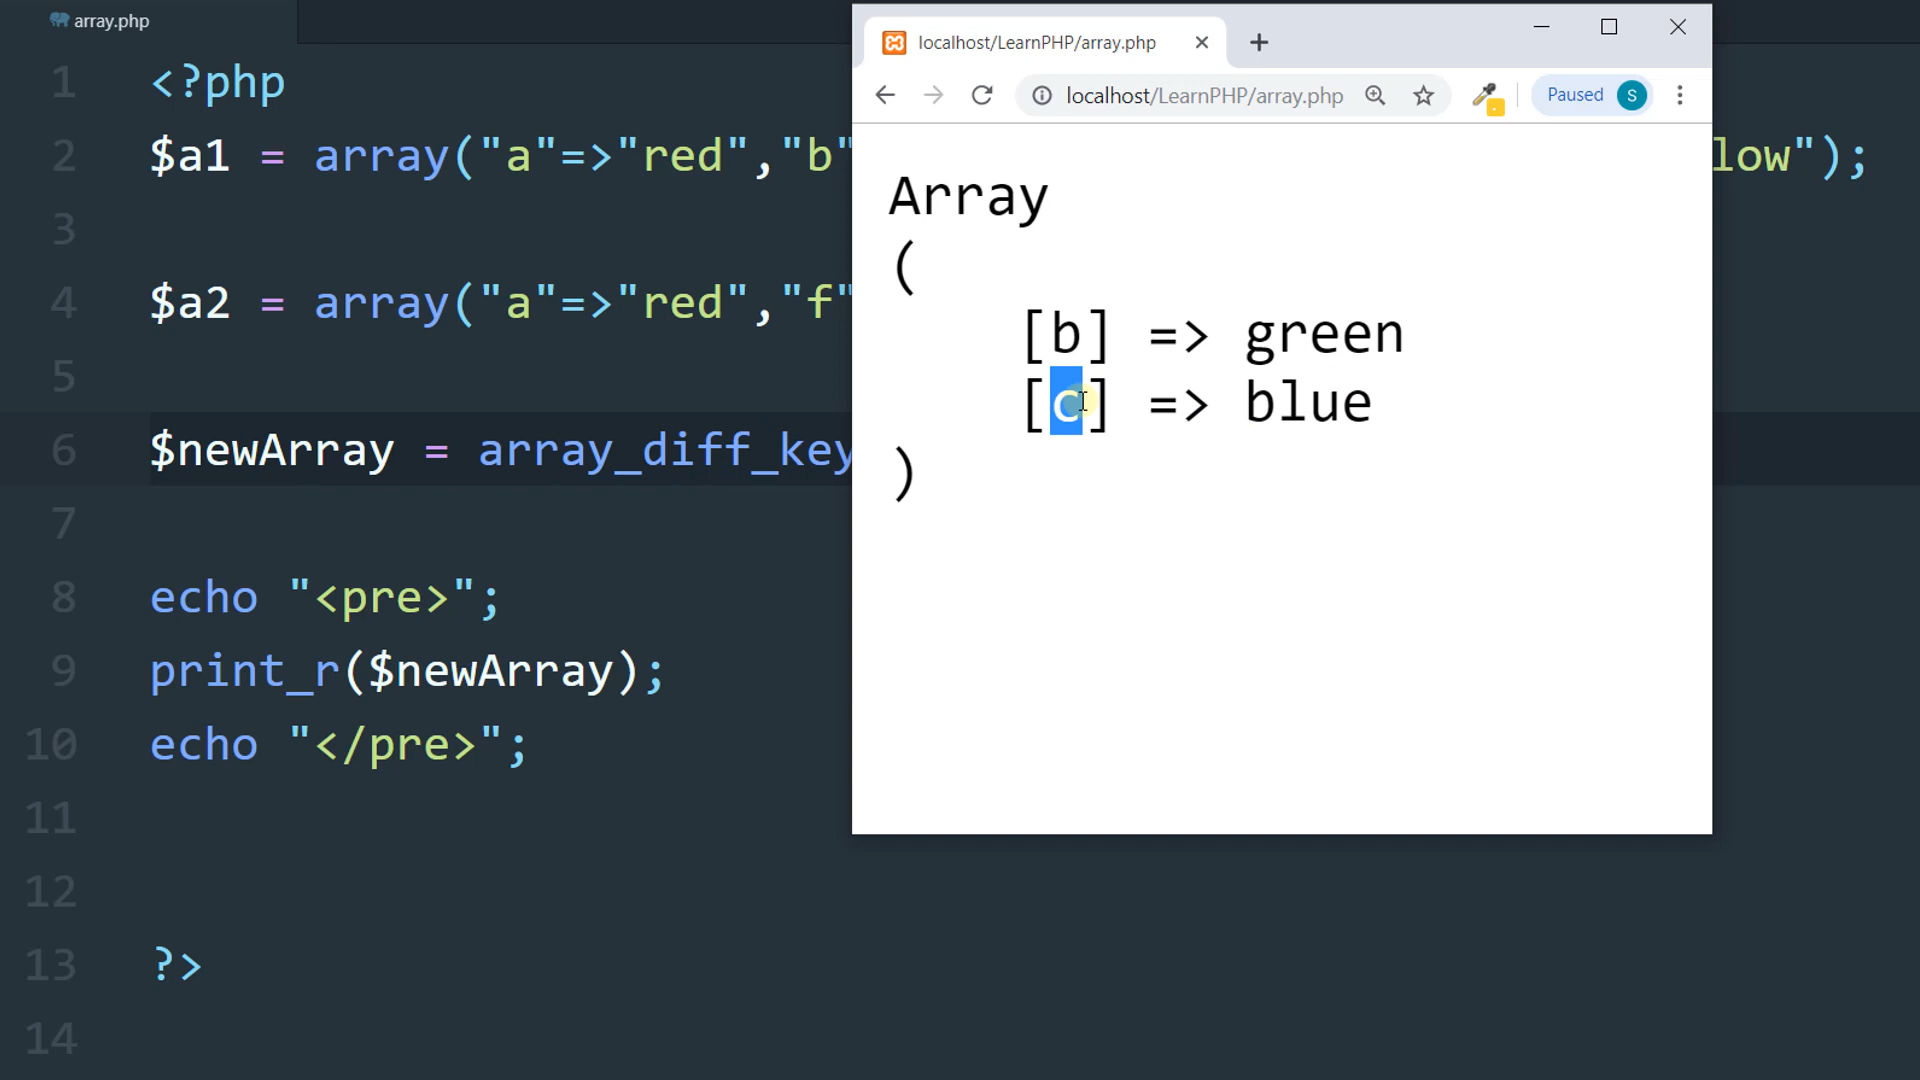 array.php
1 <?php
2 $a1 = array("a"=>"red","b" low");
3
4 $a2 = array("a"=>"red","f"
5
6 $newArray = array_diff_key
7
8 echo "<pre>";
9 print_r($newArray);
10 echo "</pre>";
11
12
13 ?>
14
localhost/LearnPHP/array.php
localhost/LearnPHP/array.php
Paused S
Array
(
[b] => green
[c] => blue
)